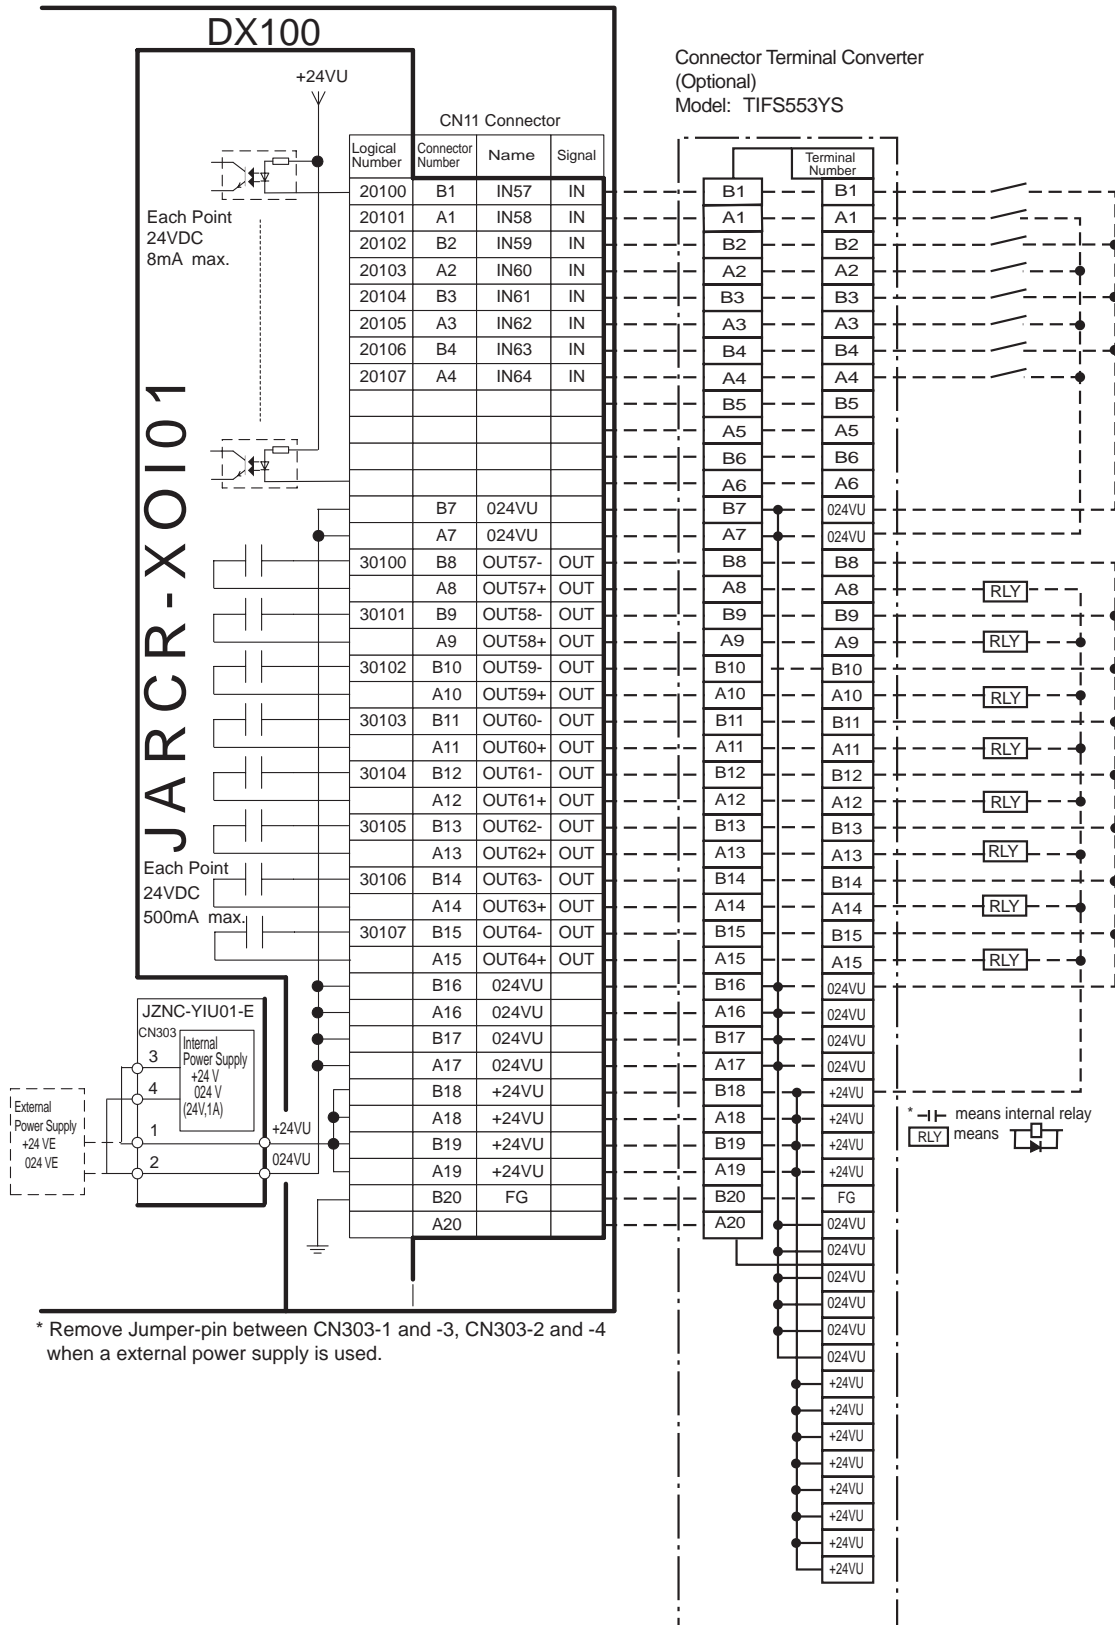 DX100
Connector Terminal Converter
(Optional)
Model: TIFS553YS
+24VU
CN11 Connector
Logical Number Connector Number Name Signal
Terminal Number
20100 B1 IN57 IN B1 B1
20101 A1 IN58 IN A1 A1
20102 B2 IN59 IN B2 B2
20103 A2 IN60 IN A2 A2
20104 B3 IN61 IN B3 B3
20105 A3 IN62 IN A3 A3
20106 B4 IN63 IN B4 B4
20107 A4 IN64 IN A4 A4
B5 B5
A5 A5
B6 B6
A6 A6
Each Point
24VDC
8mA max.
JARCR-XOI01
B7 024VU B7 024VU
A7 024VU A7 024VU
30100 B8 OUT57- OUT B8 B8
A8 OUT57+ OUT A8 A8 RLY
30101 B9 OUT58- OUT B9 B9
A9 OUT58+ OUT A9 A9 RLY
30102 B10 OUT59- OUT B10 B10
A10 OUT59+ OUT A10 A10 RLY
30103 B11 OUT60- OUT B11 B11
A11 OUT60+ OUT A11 A11 RLY
30104 B12 OUT61- OUT B12 B12
A12 OUT61+ OUT A12 A12 RLY
30105 B13 OUT62- OUT B13 B13
A13 OUT62+ OUT A13 A13 RLY
30106 B14 OUT63- OUT B14 B14
A14 OUT63+ OUT A14 A14 RLY
30107 B15 OUT64- OUT B15 B15
A15 OUT64+ OUT A15 A15 RLY
Each Point
24VDC
500mA max.
B16 024VU B16 024VU
A16 024VU A16 024VU
B17 024VU B17 024VU
A17 024VU A17 024VU
B18 +24VU B18 +24VU
A18 +24VU A18 +24VU
B19 +24VU B19 +24VU
A19 +24VU A19 +24VU
B20 FG B20 FG
A20 A20 024VU
024VU
024VU
024VU
024VU
024VU
+24VU
+24VU
+24VU
+24VU
+24VU
+24VU
+24VU
+24VU
JZNC-YIU01-E
CN303
3
4
1
2
Internal
Power Supply
+24 V
024 V
(24V,1A)
External
Power Supply
+24 VE
024 VE
+24VU
024VU
* means internal relay
RLY means
* Remove Jumper-pin between CN303-1 and -3, CN303-2 and -4
when a external power supply is used.